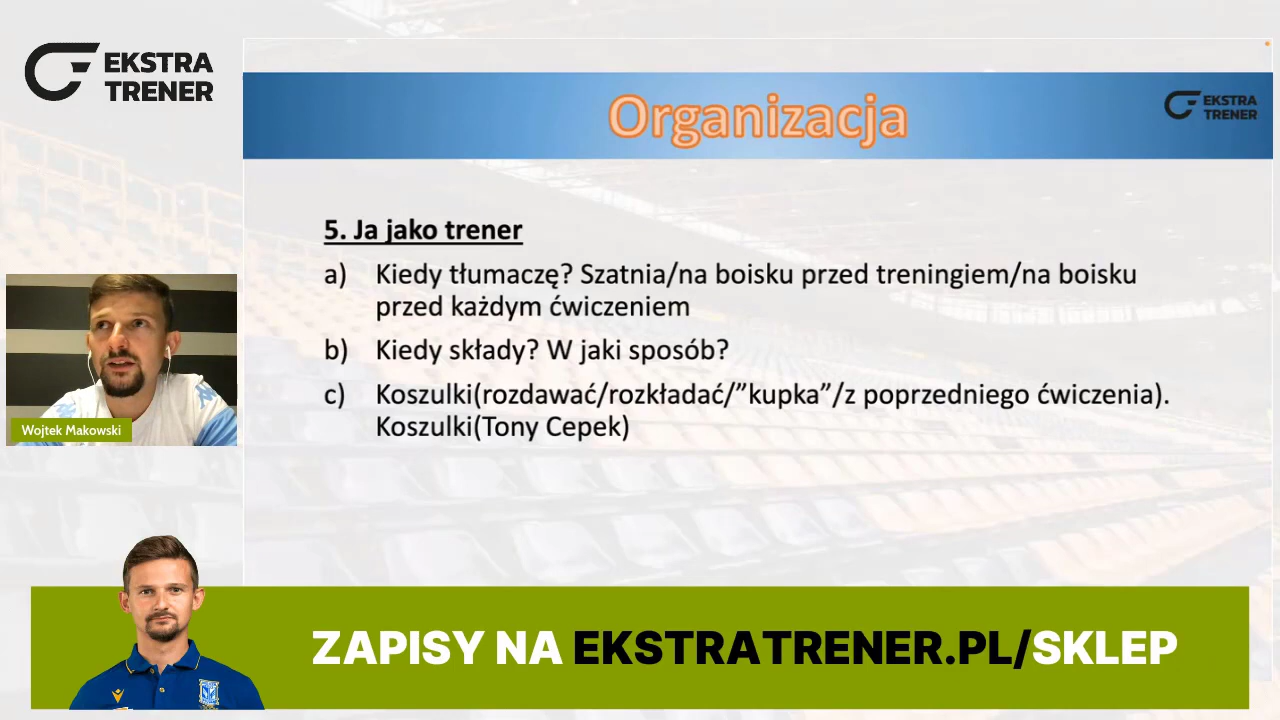 EKSTRA
TRENER
Organizacja
EKSTRA
TRENER
5. Ja jako trener
a) Kiedy tłumaczę? Szatnia/na boisku przed treningiem/na boisku
przed każdym ćwiczeniem
b) Kiedy składy? W jaki sposób?
c) Koszulki(rozdawać/rozkładać/”kupka”/z poprzedniego ćwiczenia).
Koszulki(Tony Cepek)
Wojtek Makowski
ZAPISY NA EKSTRATRENER.PL/SKLEP